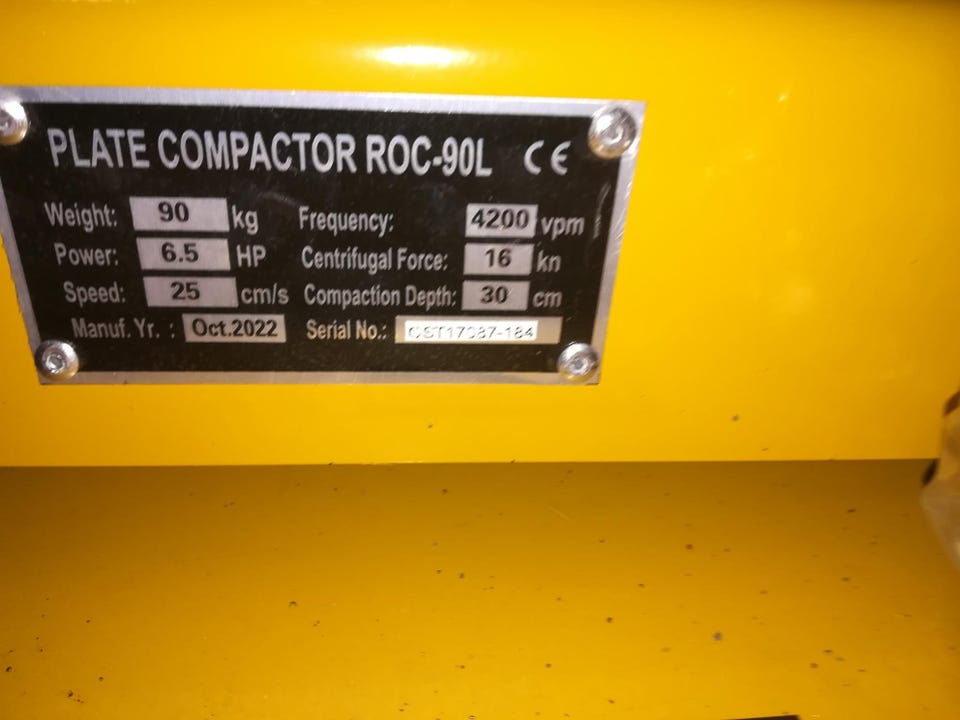 PLATE COMPACTOR ROC-90L CE
Weight: 90 kg Frequency: 4200 vpm
Power: 6.5 HP Centrifugal Force: 16 kn
Speed: 25 cm/s Compaction Depth: 30 cm
Manuf. Yr. : Oct.2022 Serial No.: